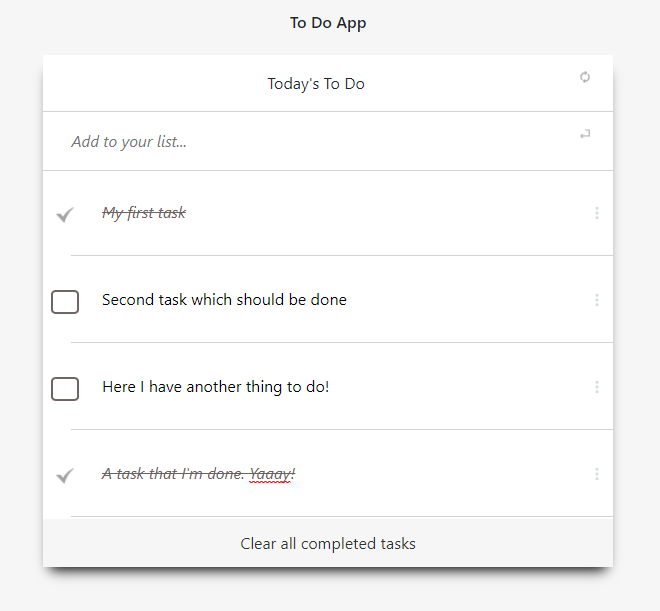 To Do App
Today's To Do
Add to your list...
My first task
Second task which should be done
Here I have another thing to do!
A task that I'm done. Yaaay!
Clear all completed tasks